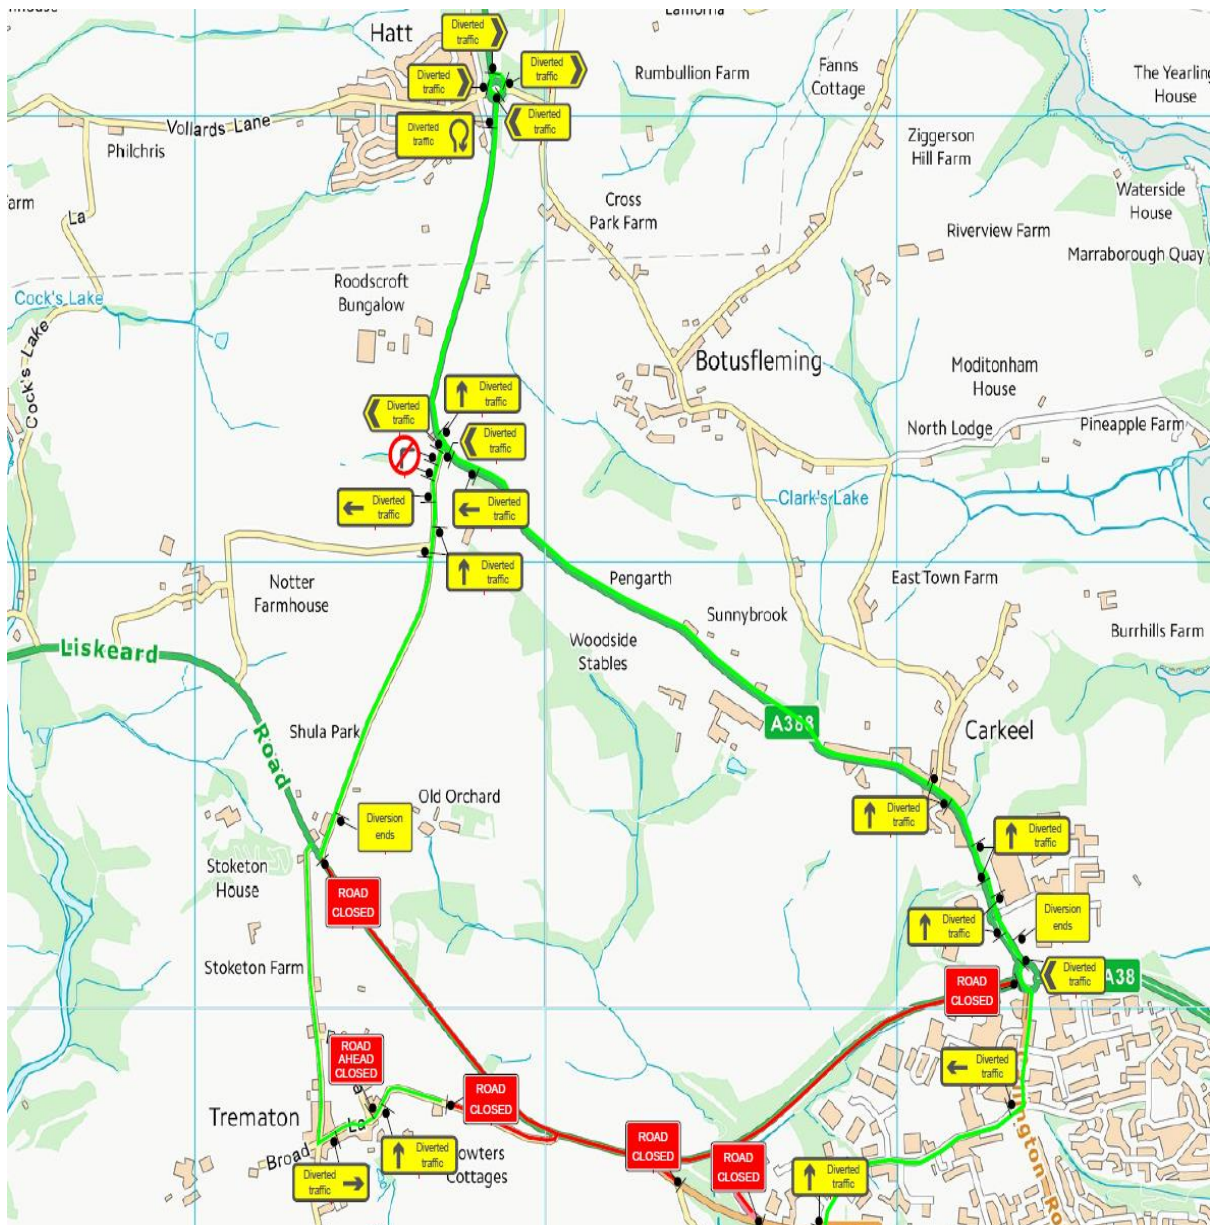 Hatt
Diverted
traffic
Diverted
traffic
Diverted
traffic
Diverted
traffic
Diverted
traffic
Rumbullion Farm
Fanns
Cottage
The Yearling
House
Vollards Lane
Philchris
Ziggerson
Hill Farm
Waterside
House
arm
La
Cross
Park Farm
Riverview Farm
Marraborough Quay
Roodscroft
Bungalow
Cock's Lake
Cock's Lake
Botusfleming
Moditonham
House
North Lodge
Pineapple Farm
Diverted
traffic
Diverted
traffic
Diverted
traffic
Diverted
traffic
Diverted
traffic
Diverted
traffic
Clark's Lake
Notter
Farmhouse
Pengarth
Sunnybrook
East Town Farm
Woodside
Stables
Burrhills Farm
Liskeard
Road
Shula Park
A388
Carkeel
Old Orchard
Diversion
ends
Diverted
traffic
Diverted
traffic
Stoketon
House
ROAD
CLOSED
Diverted
traffic
Diversion
ends
Stoketon Farm
Diverted
traffic
A38
ROAD
CLOSED
ROAD
AHEAD
CLOSED
Diverted
traffic
ROAD
CLOSED
Trematon
La
Broad
Diverted
traffic
owters
Cottages
ROAD
CLOSED
ROAD
CLOSED
Diverted
traffic
Diverted
traffic
llington Ro